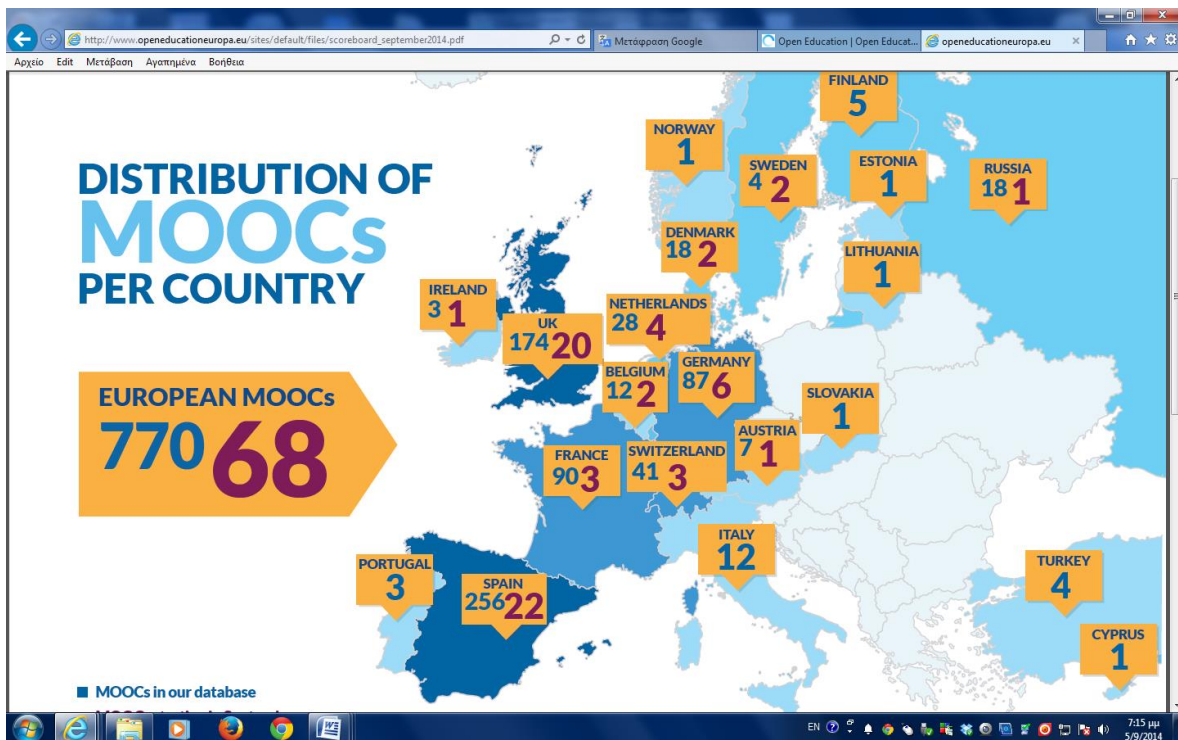 http://www.openeducationeuropa.eu/sites/default/files/scoreboard_september2014.pdf
Μετάφραση Google
Open Education | Open Educat...
openeducationeuropa.eu
Αρχείο Edit Μετάβαση Αγαπημένα Βοήθεια
DISTRIBUTION OF
MOOCs
PER COUNTRY
EUROPEAN MOOCs
770 68
FINLAND
5
NORWAY
1
SWEDEN
4 2
ESTONIA
1
RUSSIA
18 1
DENMARK
18 2
LITHUANIA
1
IRELAND
3 1
UK
174 20
NETHERLANDS
28 4
BELGIUM
12 2
GERMANY
87 6
SLOVAKIA
1
FRANCE
90 3
SWITZERLAND
41 3
AUSTRIA
7 1
ITALY
12
PORTUGAL
3
SPAIN
256 22
TURKEY
4
CYPRUS
1
MOOCs in our database
EN
7:15 μμ
5/9/2014